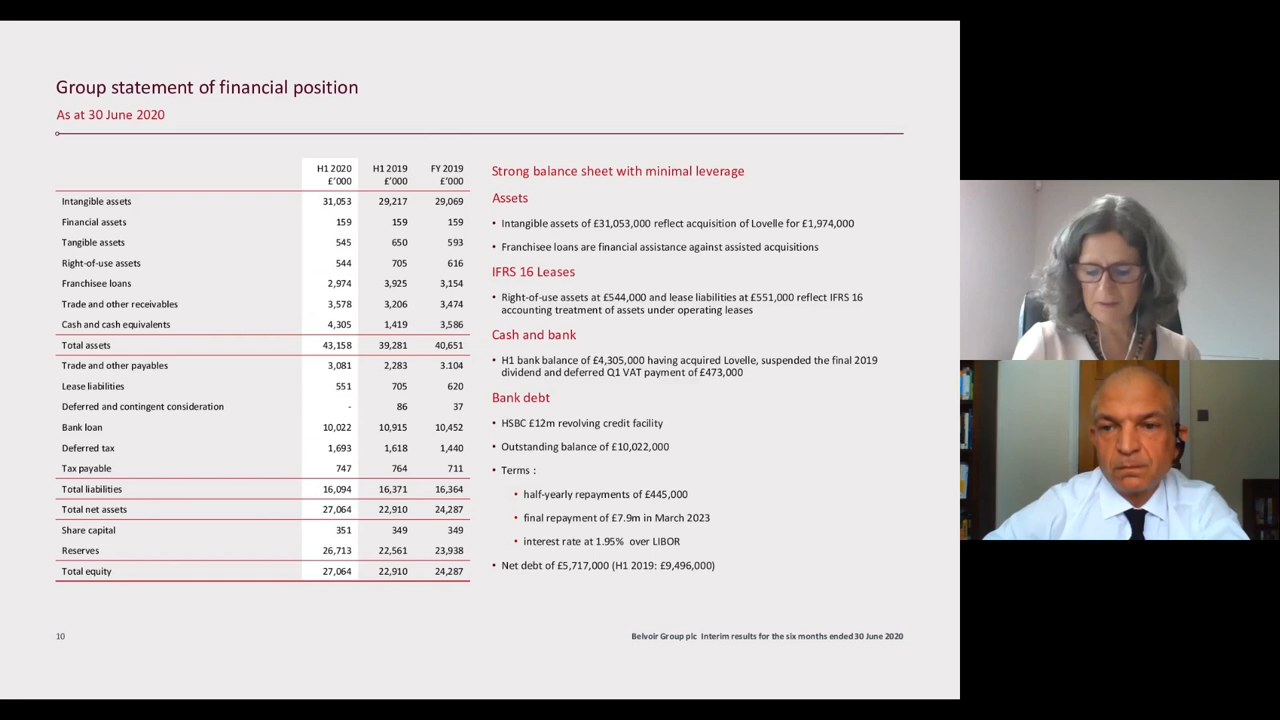 Group statement of financial position
As at 30 June 2020
H1 2020 H1 2019 FY 2019
£'000 £'000 £'000
Intangible assets 31,053 29,217 29,069
Financial assets 159 159 159
Tangible assets 545 650 593
Right-of-use assets 544 705 616
Franchisee loans 2,974 3,925 3,154
Trade and other receivables 3,578 3,206 3,474
Cash and cash equivalents 4,305 1,419 3,586
Total assets 43,158 39,281 40,651
Trade and other payables 3,081 2,283 3.104
Lease liabilities 551 705 620
Deferred and contingent consideration - 86 37
Bank loan 10,022 10,915 10,452
Deferred tax 1,693 1,618 1,440
Tax payable 747 764 711
Total liabilities 16,094 16,371 16,364
Total net assets 27,064 22,910 24,287
Share capital 351 349 349
Reserves 26,713 22,561 23,938
Total equity 27,064 22,910 24,287
Strong balance sheet with minimal leverage
Assets
• Intangible assets of £31,053,000 reflect acquisition of Lovelle for £1,974,000
• Franchisee loans are financial assistance against assisted acquisitions
IFRS 16 Leases
• Right-of-use assets at £544,000 and lease liabilities at £551,000 reflect IFRS 16
accounting treatment of assets under operating leases
Cash and bank
• H1 bank balance of £4,305,000 having acquired Lovelle, suspended the final 2019
dividend and deferred Q1 VAT payment of £473,000
Bank debt
• HSBC £12m revolving credit facility
• Outstanding balance of £10,022,000
• Terms :
• half-yearly repayments of £445,000
• final repayment of £7.9m in March 2023
• interest rate at 1.95% over LIBOR
• Net debt of £5,717,000 (H1 2019: £9,496,000)
10
Belvoir Group plc Interim results for the six months ended 30 June 2020